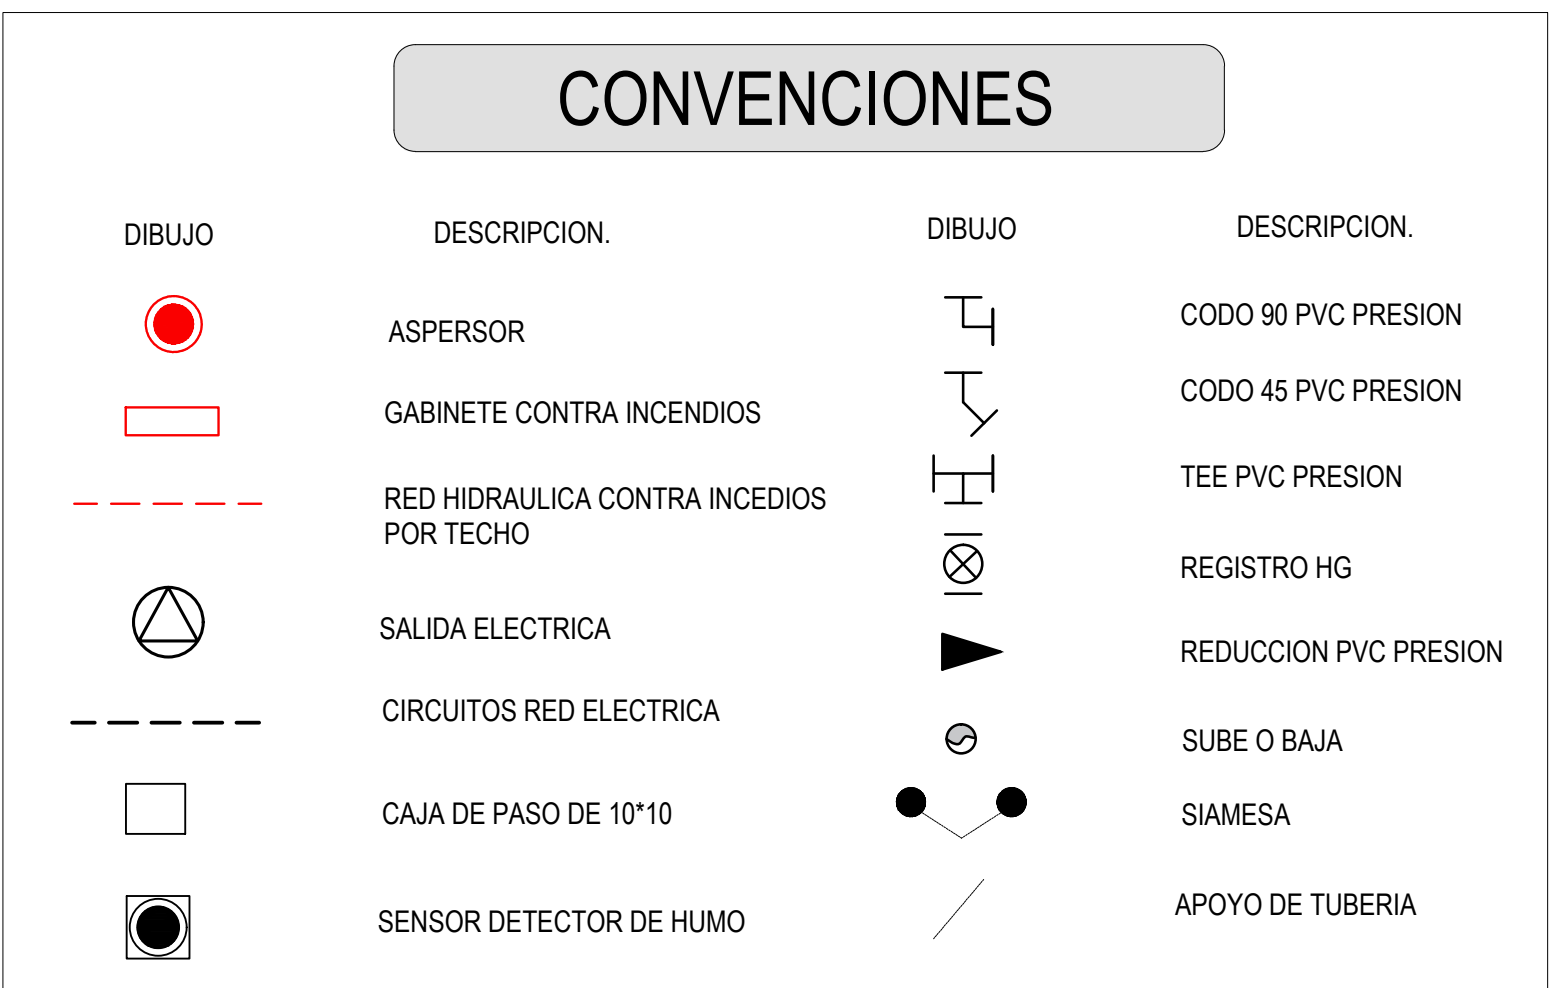 CONVENCIONES
DIBUJO
DESCRIPCION.
ASPERSOR
GABINETE CONTRA INCENDIOS
RED HIDRAULICA CONTRA INCEDIOS
POR TECHO
SALIDA ELECTRICA
CIRCUITOS RED ELECTRICA
CAJA DE PASO DE 10*10
SENSOR DETECTOR DE HUMO
DIBUJO
DESCRIPCION.
CODO 90 PVC PRESION
CODO 45 PVC PRESION
TEE PVC PRESION
REGISTRO HG
REDUCCION PVC PRESION
SUBE O BAJA
SIAMESA
APOYO DE TUBERIA